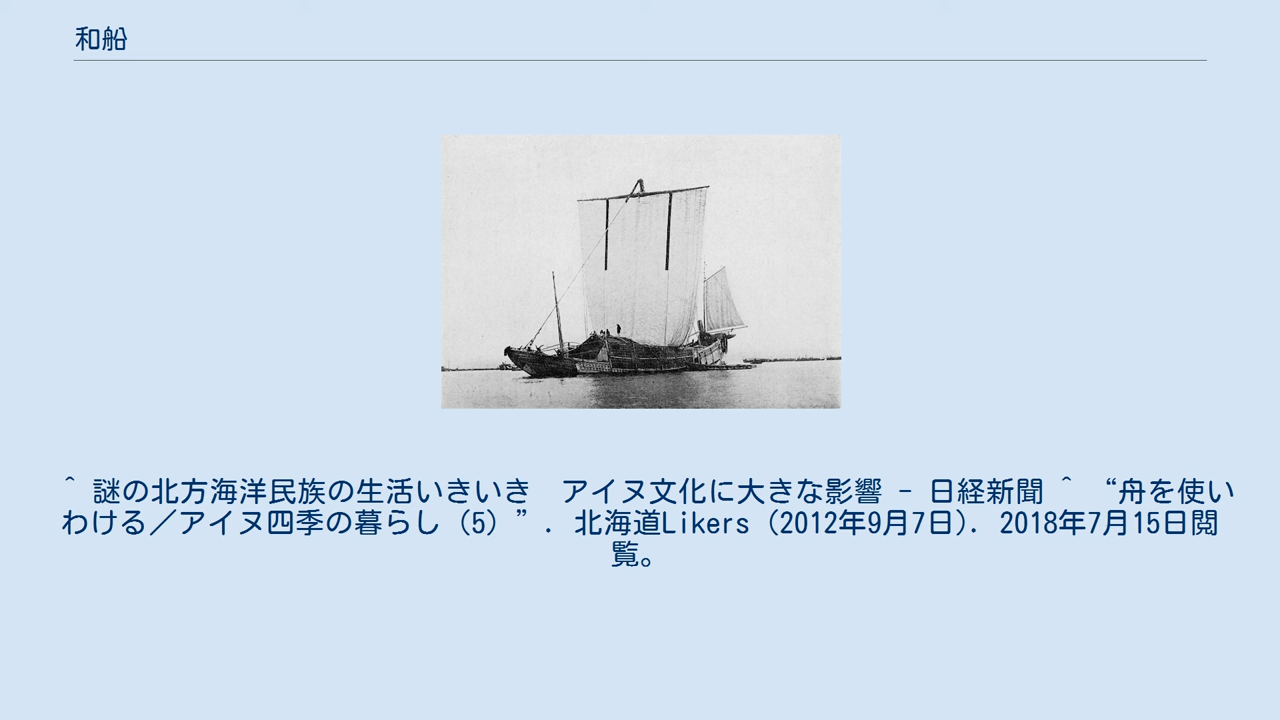 和船
^ 謎の北方海洋民族の生活いきいき　アイヌ文化に大きな影響 - 日経新聞 ^ “舟を使い
わける／アイヌ四季の暮らし（5）”. 北海道Likers (2012年9月7日). 2018年7月15日閲
覧。